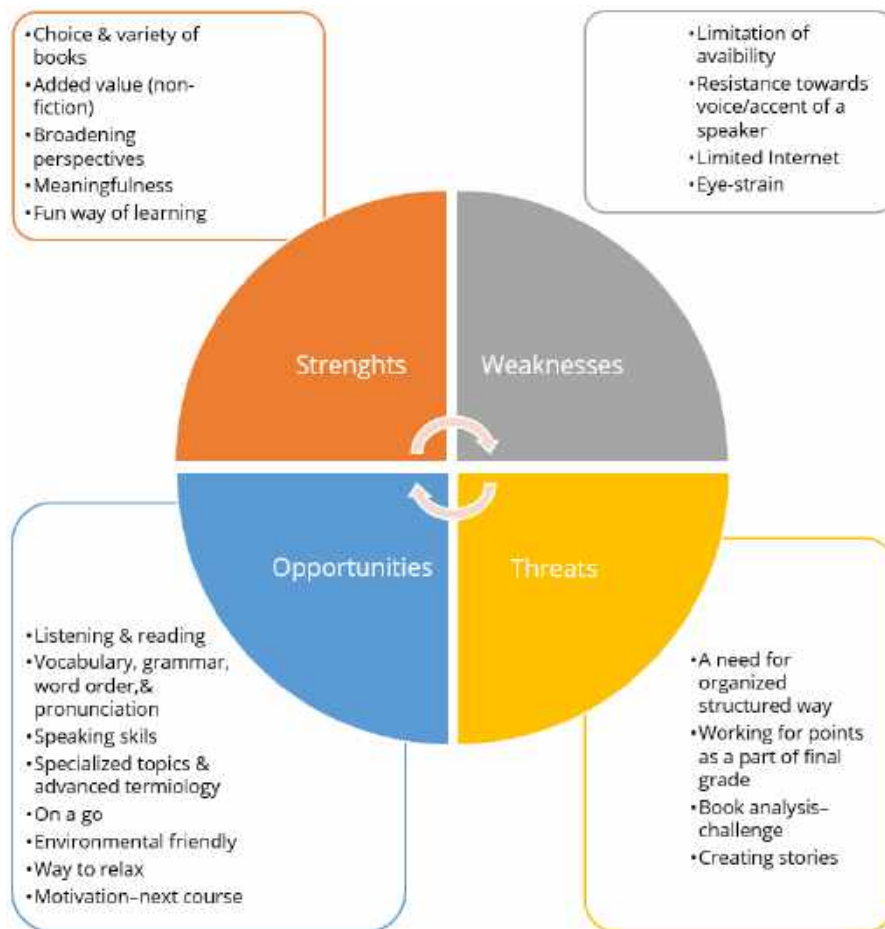 •Choice & variety of
books
•Added value (non-
fiction)
•Broadening
perspectives
•Meaningfulness
•Fun way of learning
•Limitation of
avaibility
•Resistance towards
voice/accent of a
speaker
•Limited Internet
•Eye-strain
Strenghts
Weaknesses
Opportunities
Threats
•Listening & reading
•Vocabulary, grammar,
word order,&
pronunciation
•Speaking skils
•Specialized topics &
advanced termiology
•On a go
•Environmental friendly
•Way to relax
•Motivation–next course
•A need for
organized
structured way
•Working for points
as a part of final
grade
•Book analysis–
challenge
•Creating stories